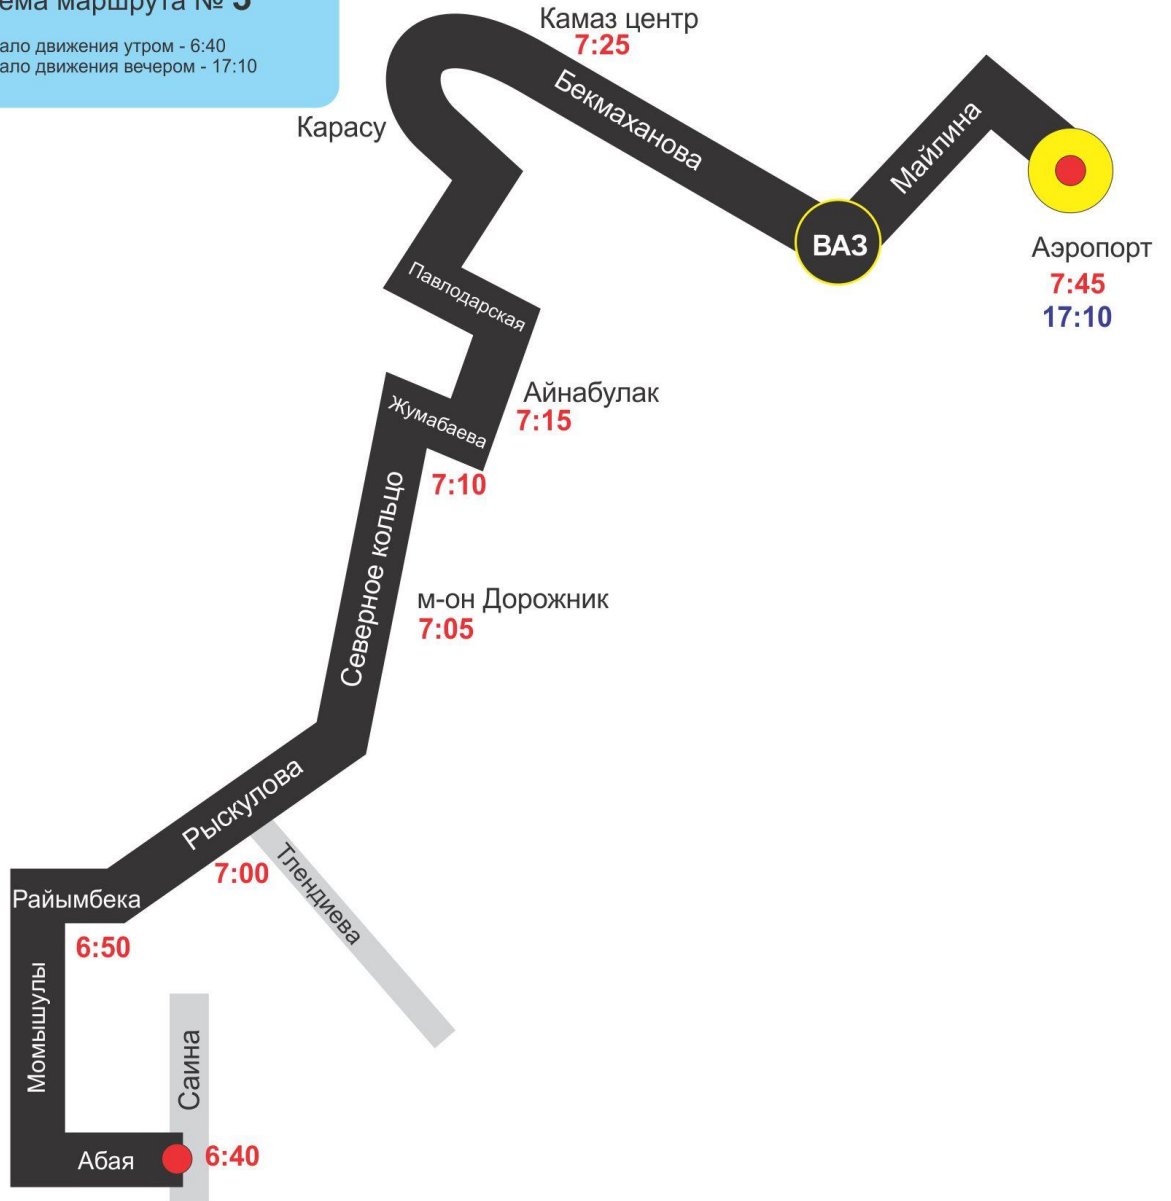 ема маршрута № 3
ало движения утром - 6:40
ало движения вечером - 17:10
Камаз центр
7:25
Бекмаханова
Карасу
Майлина
ВАЗ
Аэропорт
7:45
17:10
Павлодарская
Айнабулак
7:15
Жумабаева
7:10
Северное кольцо
м-он Дорожник
7:05
Рыскулова
7:00
Тлендиева
Райымбека
6:50
Момышулы
Саина
Абая
6:40